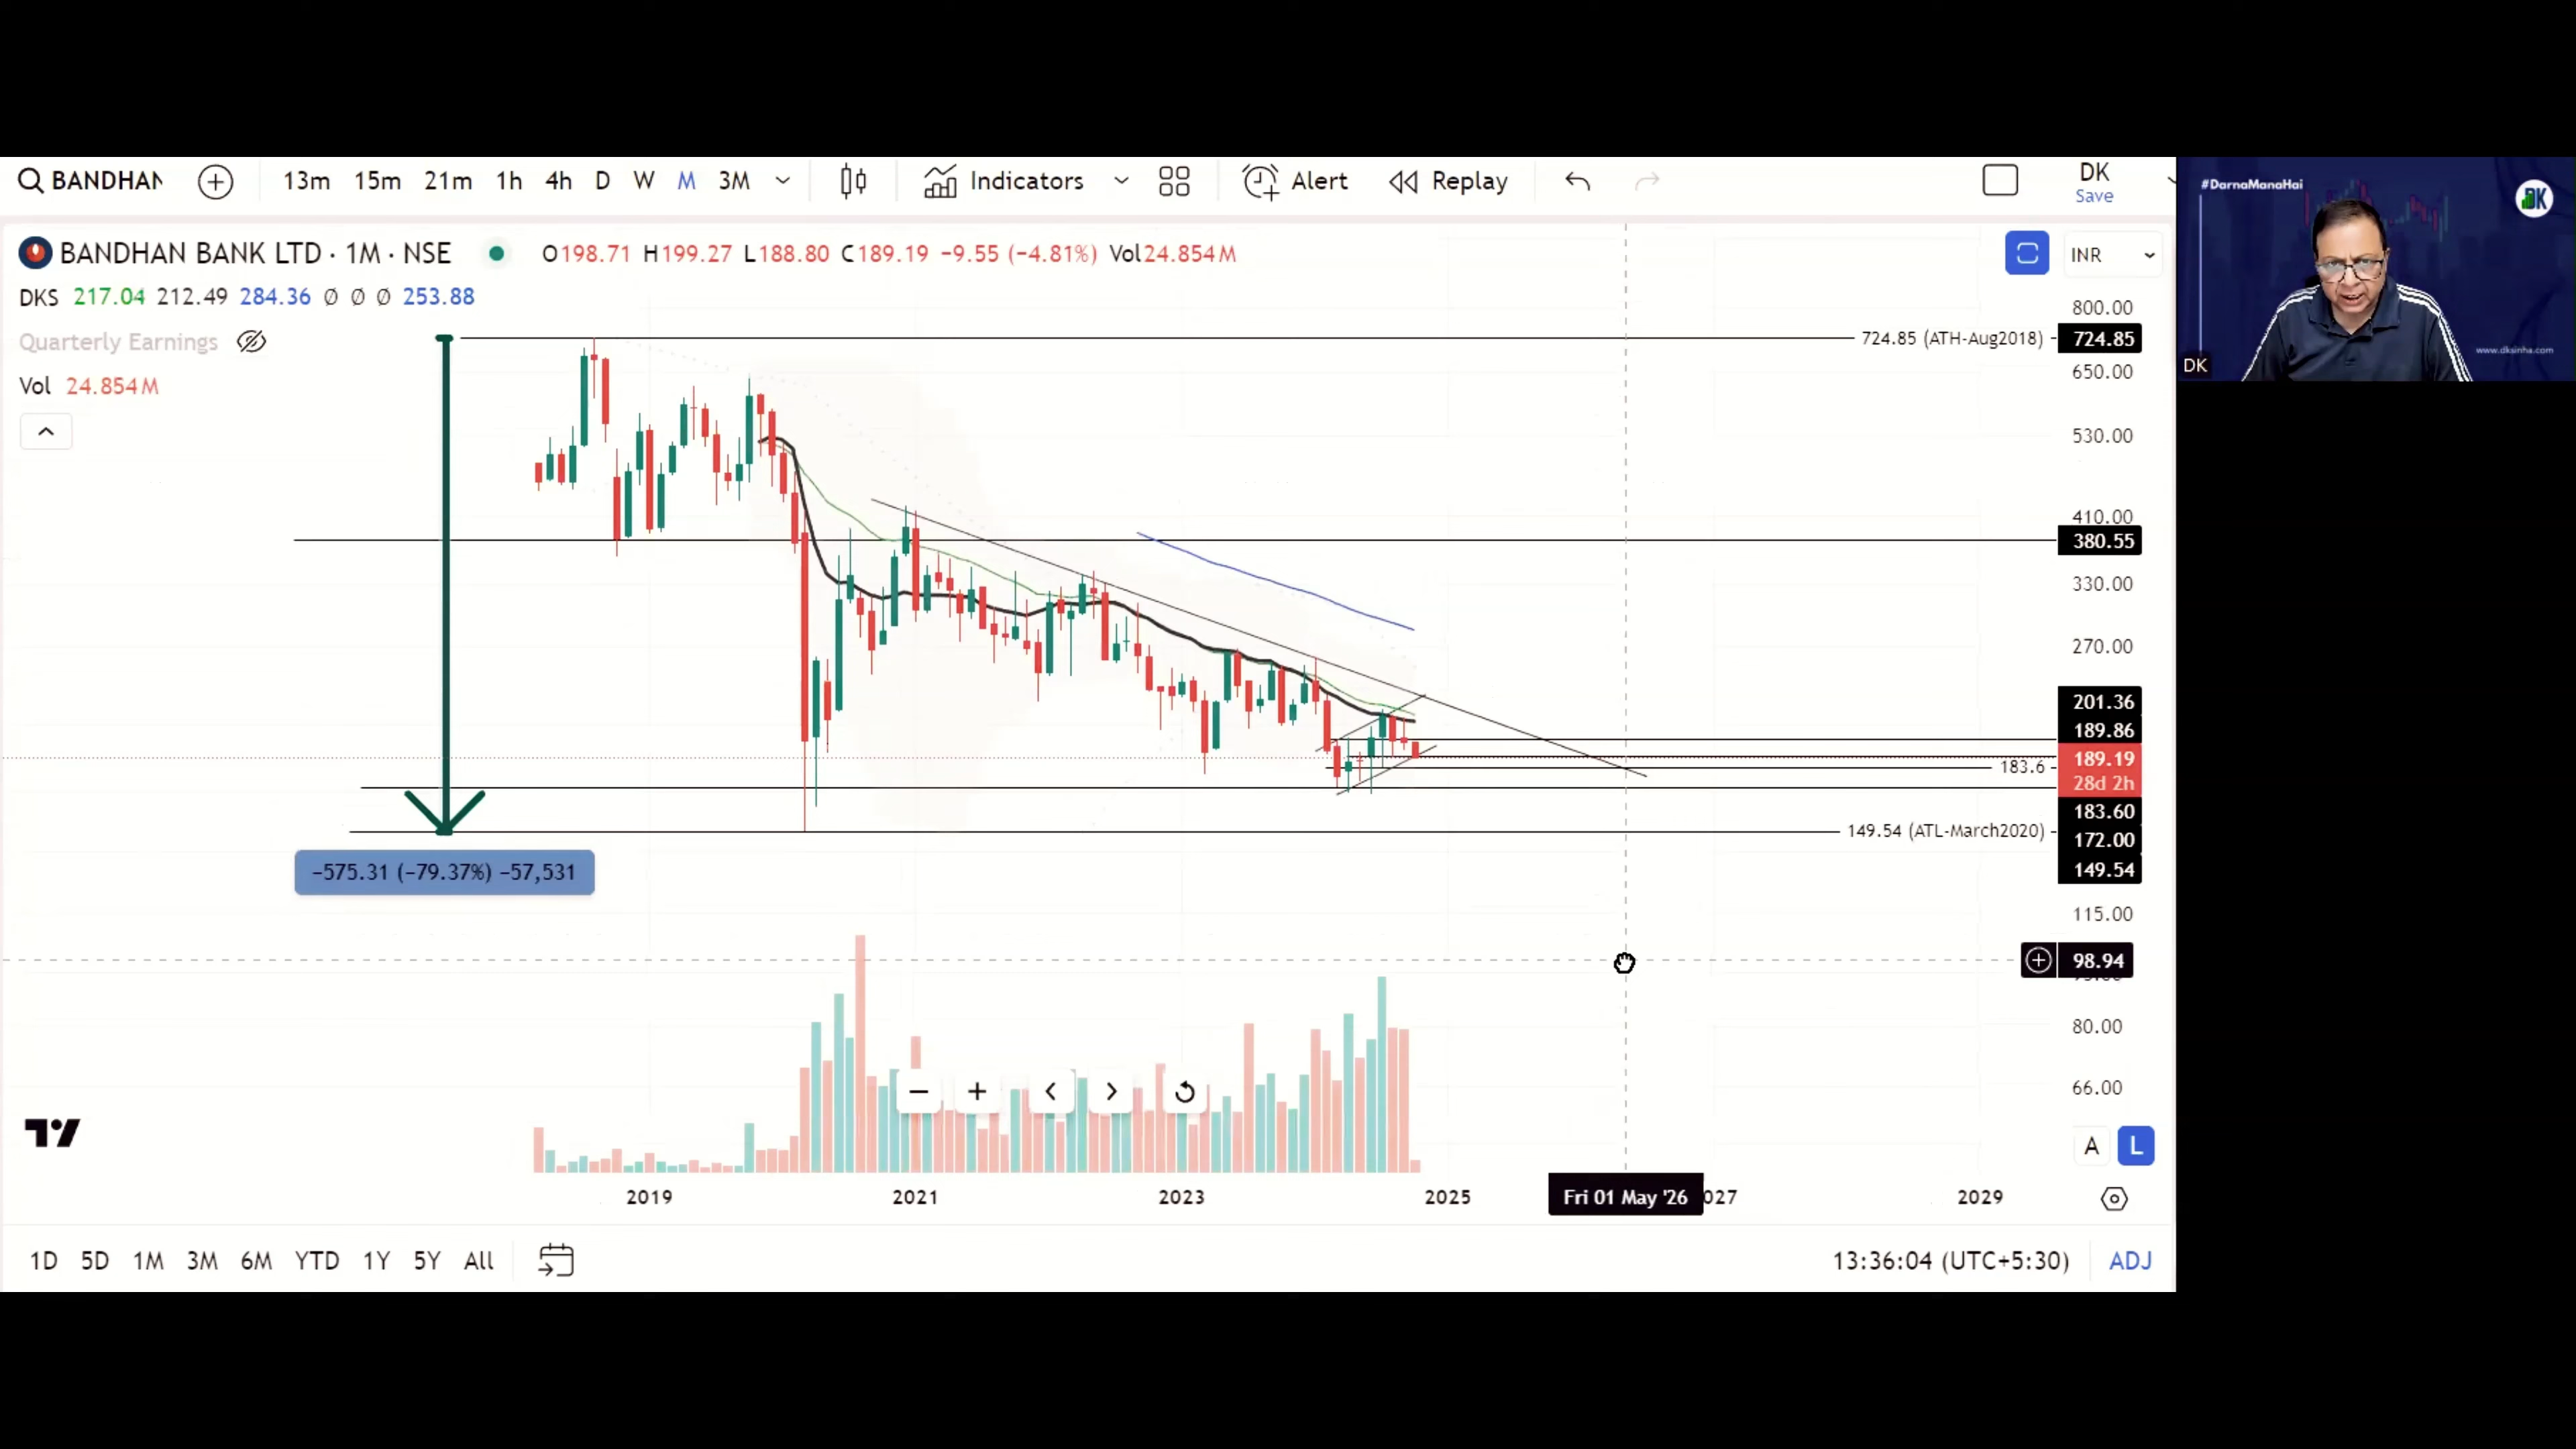 BANDHAN 13m 15m 21m 1h 4h D W M 3M Indicators Alert Replay DK
Save
BANDHAN BANK LTD · 1M · NSE O198.71 H199.27 L188.80 C189.19 −9.55 (−4.81%) Vol24.854M INR
DKS 217.04 212.49 284.36 Ø Ø Ø 253.88
Quarterly Earnings
Vol 24.854M
800.00
724.85 (ATH-Aug2018) 724.85
650.00
530.00
410.00
380.55
330.00
270.00
201.36
189.86
183.6 189.19
28d 2h
183.60
149.54 (ATL-March2020) 172.00
149.54
−575.31 (−79.37%) −57,531
115.00
98.94
80.00
66.00
A L
2019 2021 2023 2025 Fri 01 May '26 027 2029
1D 5D 1M 3M 6M YTD 1Y 5Y All 13:36:04 (UTC+5:30) ADJ
#DarnaManaHai
DK
www.dksinha.com
DK